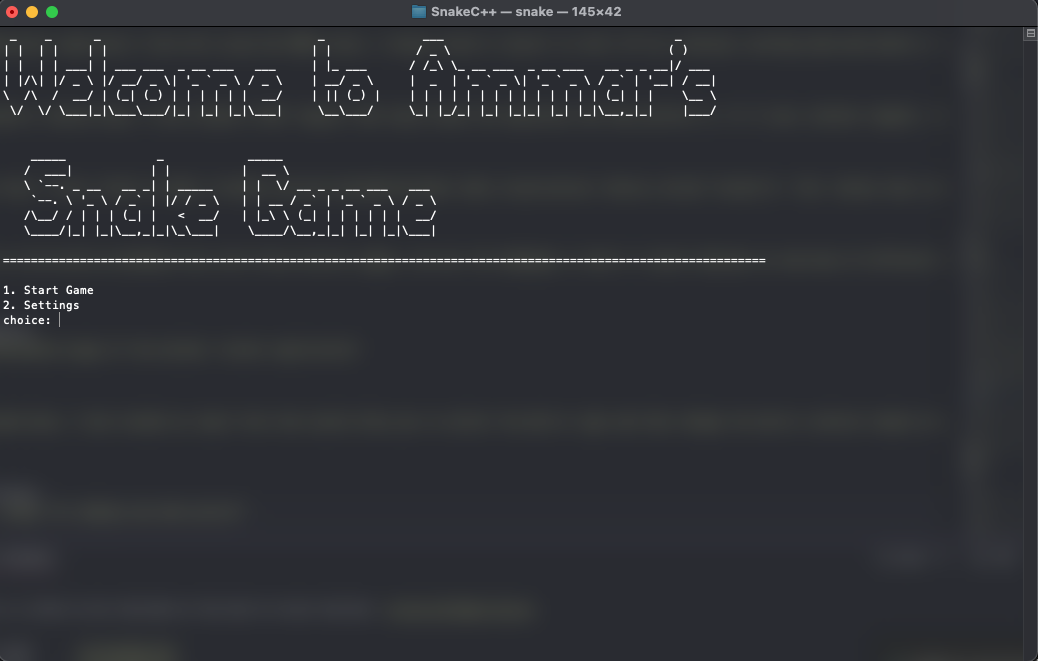 SnakeC++ — snake — 145×42
Welcome to Ammar's
Snake Game
=============================================================================================================
1. Start Game
2. Settings
choice: